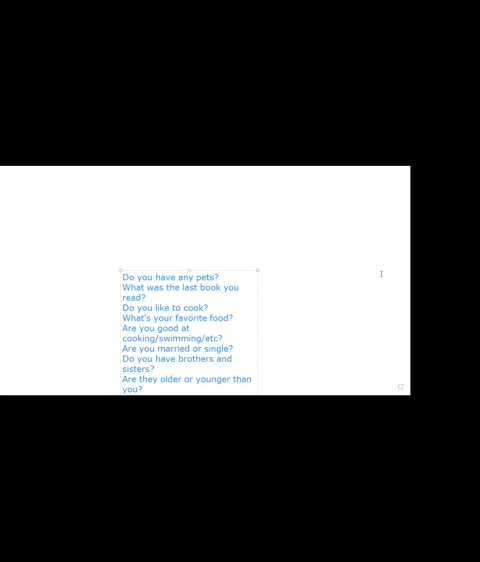 Do you have any pets?
What was the last book you
read?
Do you like to cook?
What's your favorite food?
Are you good at
cooking/swimming/etc?
Are you married or single?
Do you have brothers and
sisters?
Are they older or younger than
you?